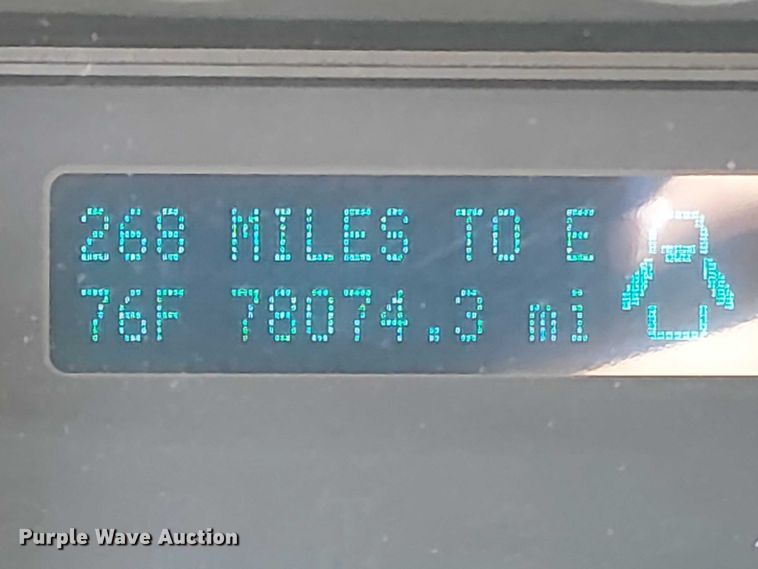 268 MILES TO E
76F 78074.3 mi
Purple Wave Auction